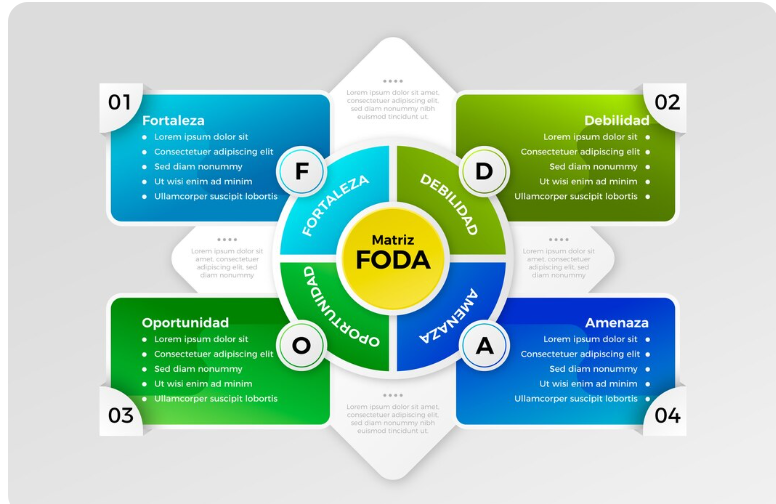 Lorem ipsum dolor sit amet,
consectetuer adipiscing elit,
sed diam nonummy nibh
euismod tincidunt ut.
01
Fortaleza
Lorem ipsum dolor sit
Consectetuer adipiscing elit
Sed diam nonummy
Ut wisi enim ad minim
Ullamcorper suscipit lobortis
02
Debilidad
Lorem ipsum dolor sit
Consectetuer adipiscing elit
Sed diam nonummy
Ut wisi enim ad minim
Ullamcorper suscipit lobortis
F
D
FORTALEZA
DEBILIDAD
Matriz
FODA
Lorem ipsum dolor sit
amet, consectetuer
adipiscing elit, sed
diam nonummy
Lorem ipsum dolor sit
amet, consectetuer
adipiscing elit, sed
diam nonummy
OPORTUNIDAD
AMENAZA
O
A
Oportunidad
Lorem ipsum dolor sit
Consectetuer adipiscing elit
Sed diam nonummy
Ut wisi enim ad minim
Ullamcorper suscipit lobortis
03
Amenaza
Lorem ipsum dolor sit
Consectetuer adipiscing elit
Sed diam nonummy
Ut wisi enim ad minim
Ullamcorper suscipit lobortis
04
Lorem ipsum dolor sit amet,
consectetuer adipiscing elit,
sed diam nonummy nibh
euismod tincidunt ut.